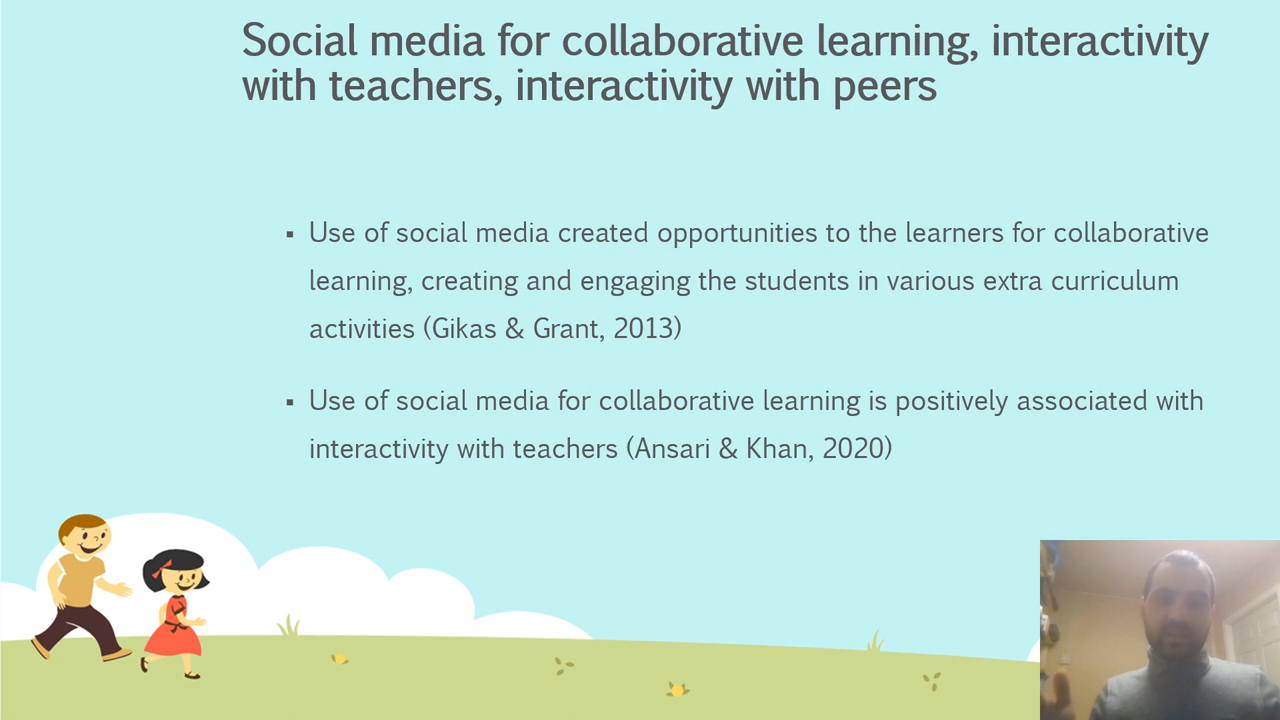 Social media for collaborative learning, interactivity
with teachers, interactivity with peers
▪ Use of social media created opportunities to the learners for collaborative
learning, creating and engaging the students in various extra curriculum
activities (Gikas & Grant, 2013)
▪ Use of social media for collaborative learning is positively associated with
interactivity with teachers (Ansari & Khan, 2020)